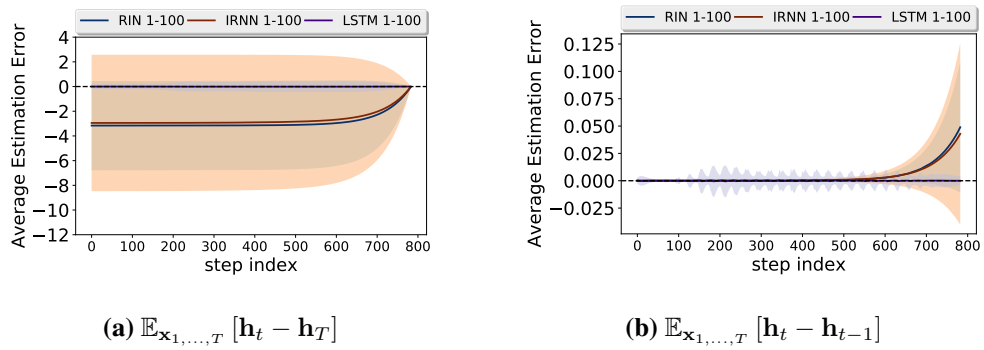 RIN 1-100 IRNN 1-100 LSTM 1-100
Average Estimation Error
4
2
0
−2
−4
−6
−8
−10
−12
0 100 200 300 400 500 600 700 800
step index
(a) 𝔼x1,...,T [ht − hT]
RIN 1-100 IRNN 1-100 LSTM 1-100
Average Estimation Error
0.125
0.100
0.075
0.050
0.025
0.000
−0.025
0 100 200 300 400 500 600 700 800
step index
(b) 𝔼x1,...,T [ht − ht−1]